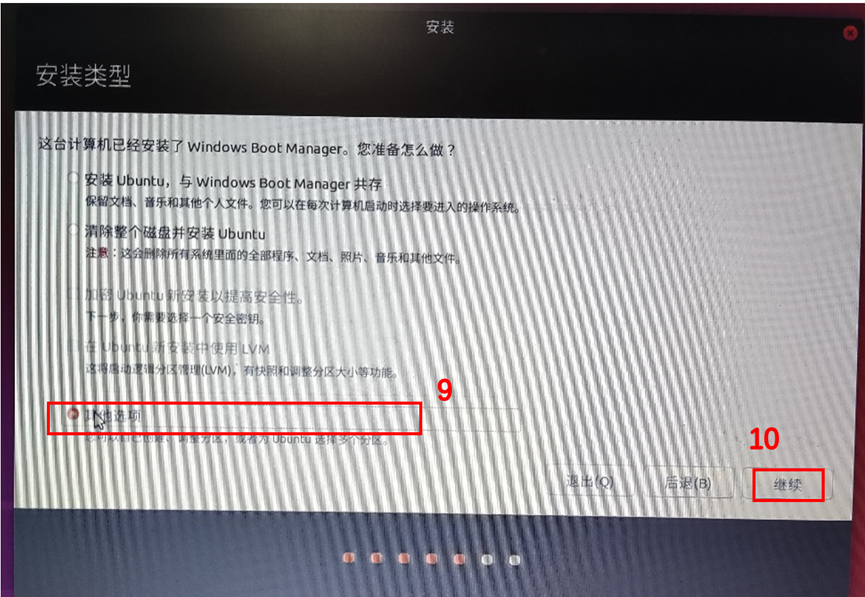 安装
安装类型
这台计算机已经安装了 Windows Boot Manager。您准备怎么做？
安装 Ubuntu，与 Windows Boot Manager 共存
保留文档、音乐和其他个人文件。您可以在每次计算机启动时选择要进入的操作系统。
清除整个磁盘并安装 Ubuntu
注意：这会删除所有系统里面的全部程序、文档、照片、音乐和其他文件。
加密 Ubuntu 新安装以提高安全性。
下一步，你需要选择一个安全密钥。
在 Ubuntu 新安装中使用 LVM
这将启动逻辑分区管理(LVM)，有快照和调整分区大小等功能。
9
其他选项
您可以自己创建、调整分区，或者为 Ubuntu 选择多个分区。
10
退出(Q)
后退(B)
继续